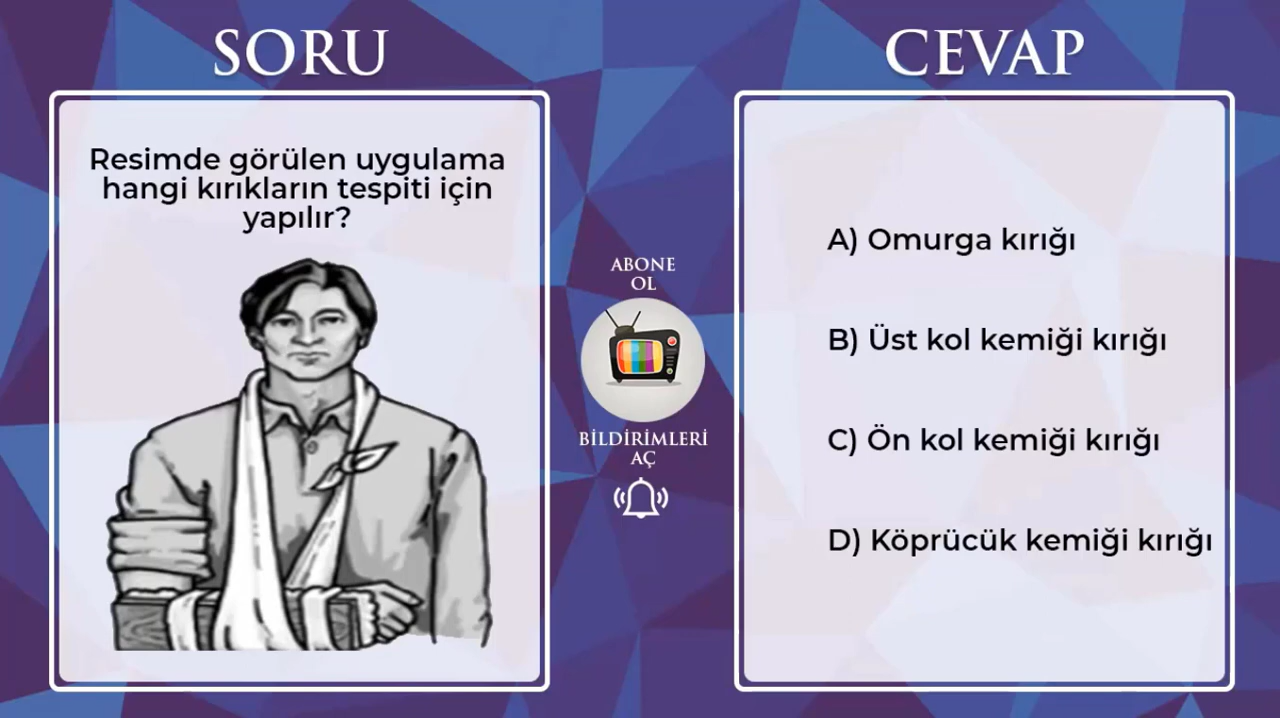 SORU
Resimde görülen uygulama
hangi kırıkların tespiti için
yapılır?
ABONE
OL
BİLDİRİMLERİ
AÇ
CEVAP
A) Omurga kırığı
B) Üst kol kemiği kırığı
C) Ön kol kemiği kırığı
D) Köprücük kemiği kırığı